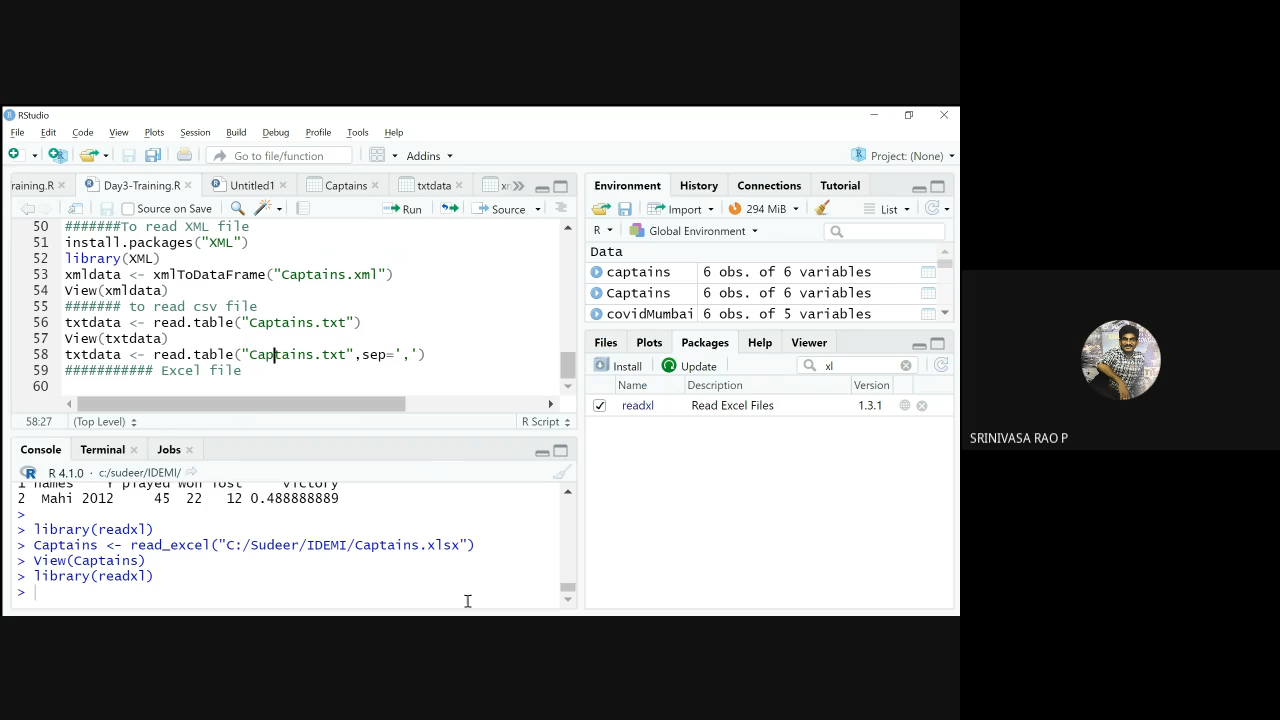 RStudio
File Edit Code View Plots Session Build Debug Profile Tools Help
Go to file/function Addins Project: (None)
raining.R Day3-Training.R Untitled1 Captains txtdata
Source on Save Run Source
50 #######To read XML file
51 install.packages("XML")
52 library(XML)
53 xmldata <- xmlToDataFrame("Captains.xml")
54 View(xmldata)
55 ####### to read csv file
56 txtdata <- read.table("Captains.txt")
57 View(txtdata)
58 txtdata <- read.table("Captains.txt",sep=',')
59 ########### Excel file
60
58:27 (Top Level) R Script
Console Terminal Jobs
R 4.1.0 · c:/sudeer/IDEMI/
2 Mahi 2012 45 22 12 0.488888889
>
> library(readxl)
> Captains <- read_excel("C:/Sudeer/IDEMI/Captains.xlsx")
> View(Captains)
> library(readxl)
>
Environment History Connections Tutorial
Import 294 MiB List
R Global Environment
Data
captains 6 obs. of 6 variables
Captains 6 obs. of 6 variables
covidMumbai 6 obs. of 5 variables
Files Plots Packages Help Viewer
Install Update xl
Name Description Version
readxl Read Excel Files 1.3.1
SRINIVASA RAO P